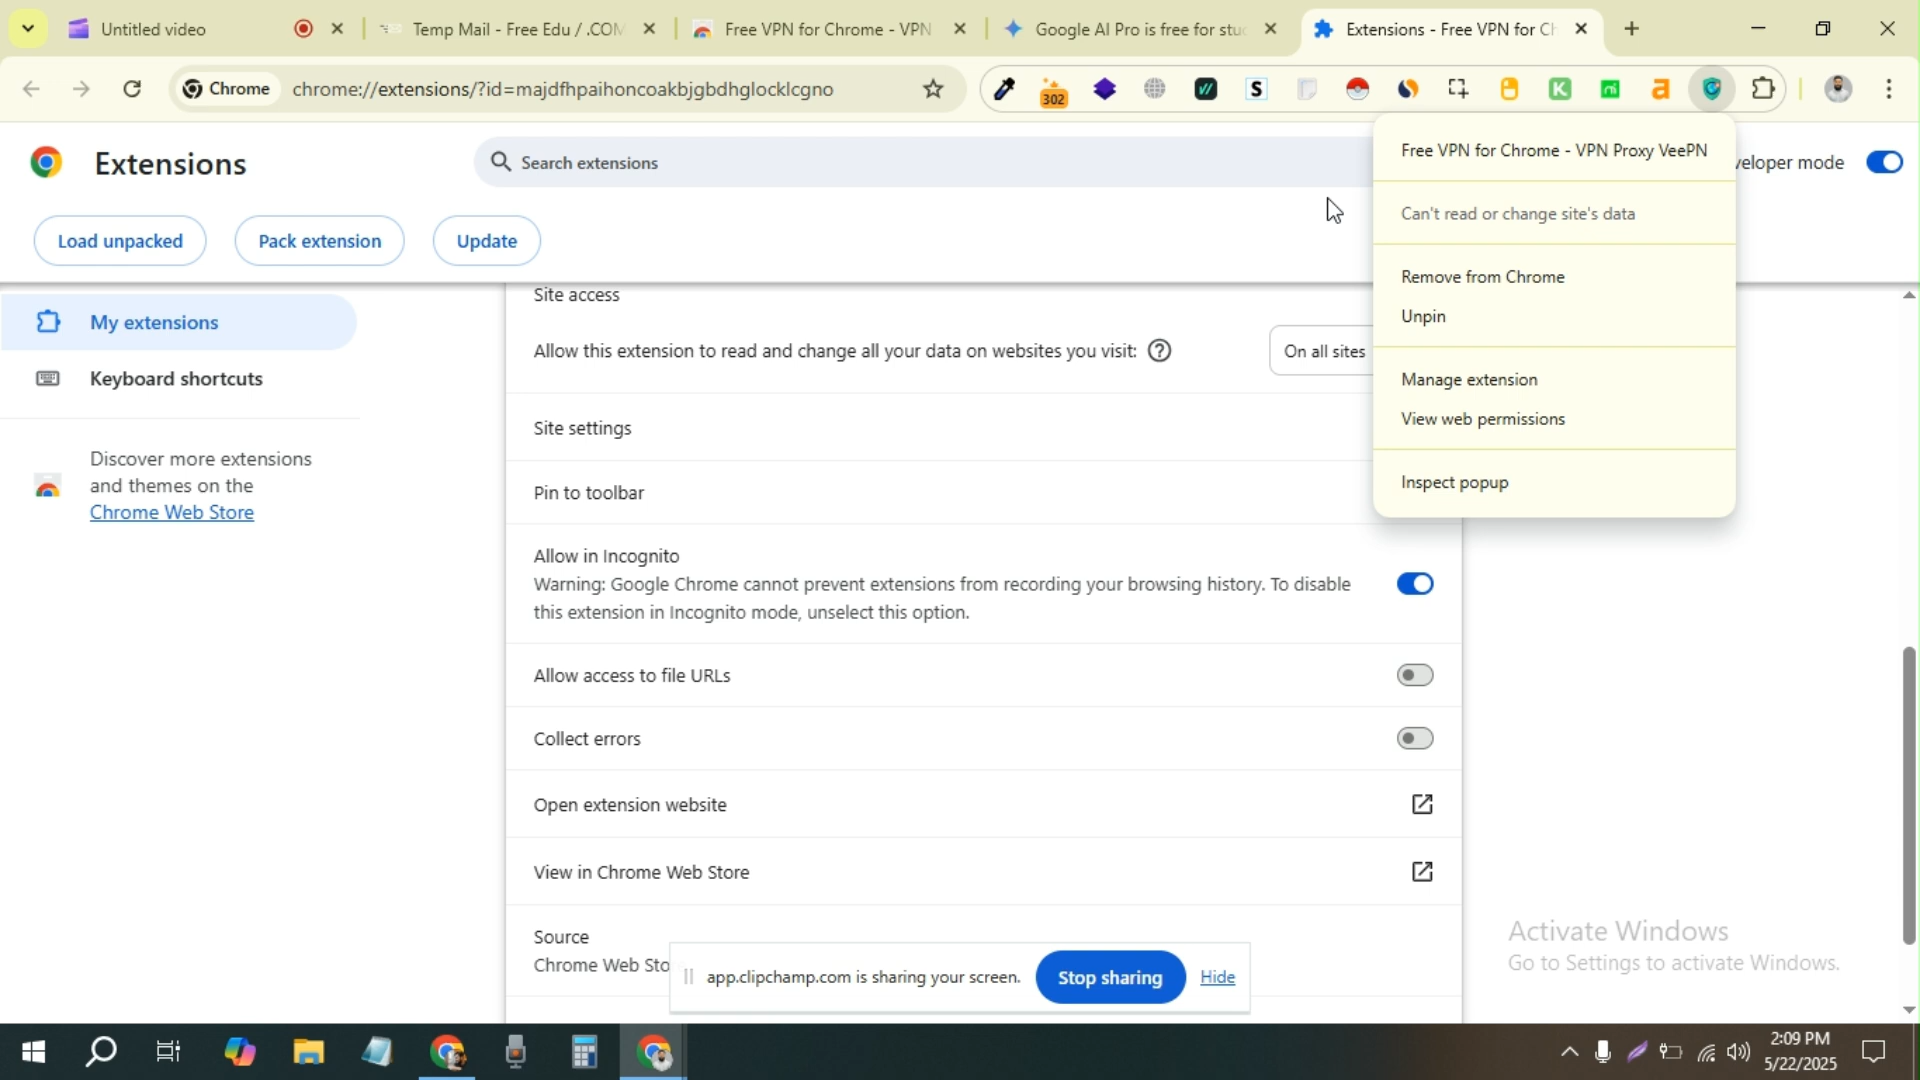 Untitled video
Temp Mail - Free Edu / .COM
Free VPN for Chrome - VPN
Google AI Pro is free for stu
Extensions - Free VPN for Ch
Chrome
chrome://extensions/?id=majdfhpaihoncoakbjgbdhglocklcgno
302
S
K
a
Extensions
Search extensions
veloper mode
Load unpacked
Pack extension
Update
Free VPN for Chrome - VPN Proxy VeePN
Can't read or change site's data
Remove from Chrome
Unpin
Manage extension
View web permissions
Inspect popup
My extensions
Keyboard shortcuts
Discover more extensions
and themes on the
Chrome Web Store
Site access
Allow this extension to read and change all your data on websites you visit:
On all sites
Site settings
Pin to toolbar
Allow in Incognito
Warning: Google Chrome cannot prevent extensions from recording your browsing history. To disable
this extension in Incognito mode, unselect this option.
Allow access to file URLs
Collect errors
Open extension website
View in Chrome Web Store
Source
Chrome Web Sto
app.clipchamp.com is sharing your screen.
Stop sharing
Hide
Activate Windows
Go to Settings to activate Windows.
2:09 PM
5/22/2025